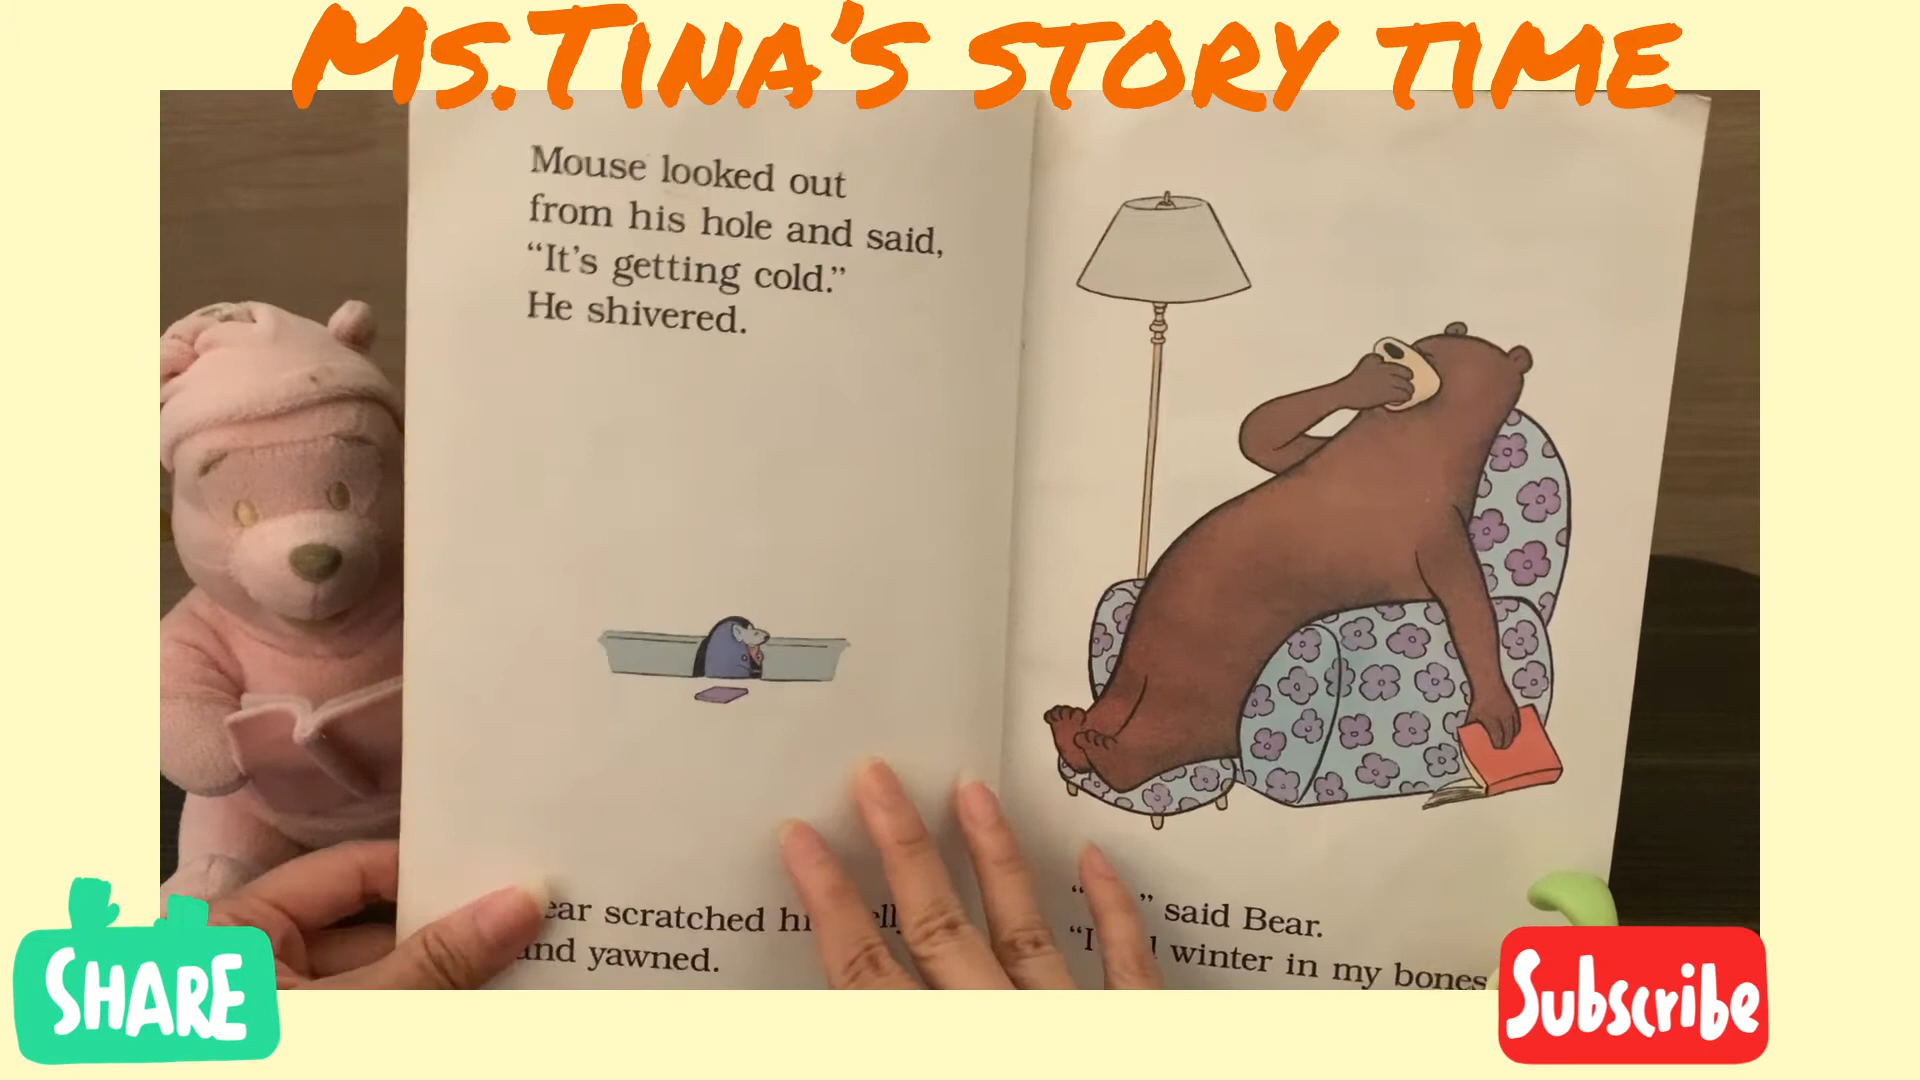 Ms.Tina's story time
Mouse looked out
from his hole and said,
“It's getting cold.”
He shivered.
scratched
and yawned.
” said Bear.
“I winter in my bones
SHARE
Subscribe